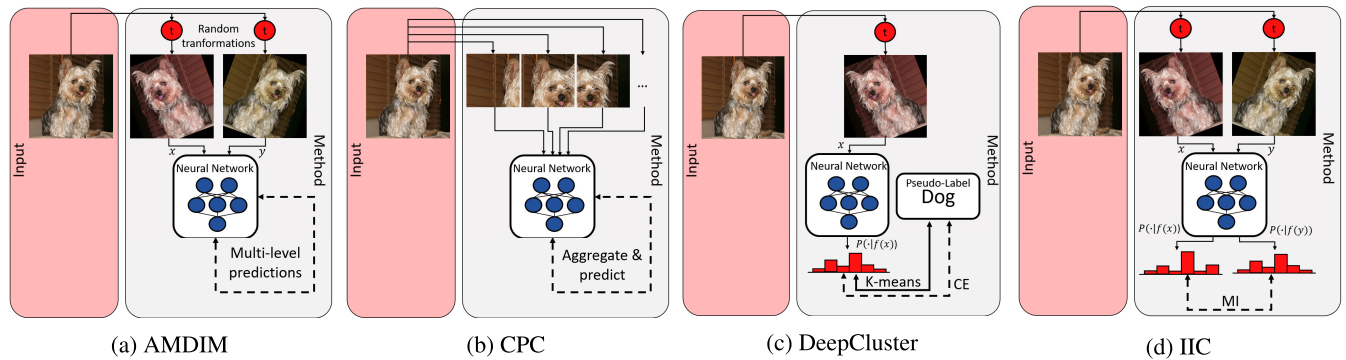 Input
Random
tranformations
t
t
x
y
Neural Network
Multi-level
predictions
Method
(a) AMDIM
Input
...
Neural Network
Aggregate &
predict
Method
(b) CPC
Input
t
x
Neural Network
Pseudo-Label
Dog
P(·|f(x))
K-means
CE
Method
(c) DeepCluster
Input
t
t
x
y
Neural Network
P(·|f(x))
P(·|f(y))
MI
Method
(d) IIC